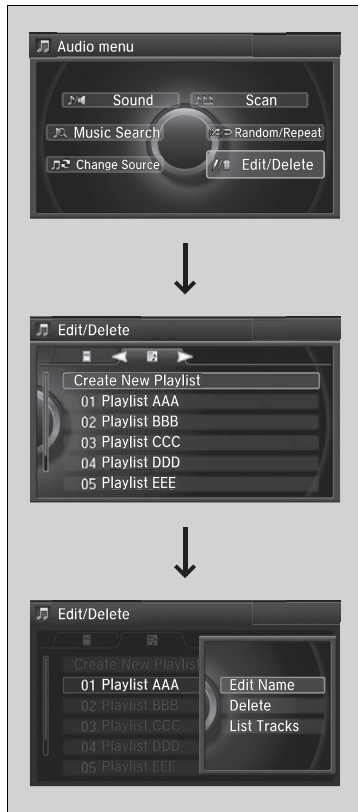 Audio menu
Sound Scan
Music Search Random/Repeat
Change Source Edit/Delete
Edit/Delete
Create New Playlist
01 Playlist AAA
02 Playlist BBB
03 Playlist CCC
04 Playlist DDD
05 Playlist EEE
Edit/Delete
Create New Playlist
01 Playlist AAA Edit Name
02 Playlist BBB Delete
03 Playlist CCC List Tracks
04 Playlist DDD
05 Playlist EEE